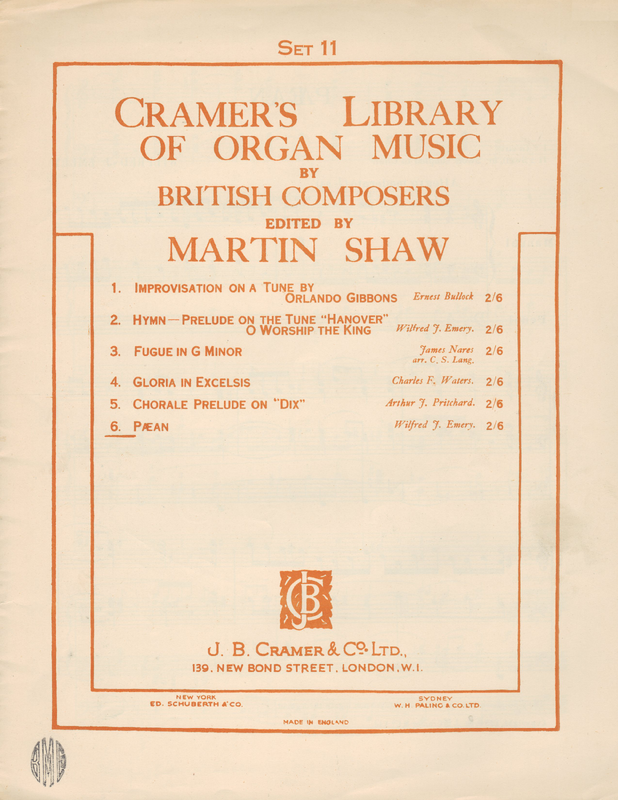 SET 11
CRAMER'S LIBRARY
OF ORGAN MUSIC
BY
BRITISH COMPOSERS
EDITED BY
MARTIN SHAW
1. IMPROVISATION ON A TUNE BY
ORLANDO GIBBONS Ernest Bullock 2/6
2. HYMN—PRELUDE ON THE TUNE "HANOVER"
O WORSHIP THE KING Wilfred J. Emery. 2/6
3. FUGUE IN G MINOR James Nares 2/6
arr. C. S. Lang.
4. GLORIA IN EXCELSIS Charles F. Waters. 2/6
5. CHORALE PRELUDE ON "DIX" Arthur J. Pritchard. 2/6
6. PÆAN Wilfred J. Emery. 2/6
JCB
J. B. CRAMER & CO. LTD.,
139, NEW BOND STREET, LONDON, W.1.
NEW YORK
ED. SCHUBERTH & CO.
SYDNEY
W. H. PALING & CO. LTD.
MADE IN ENGLAND